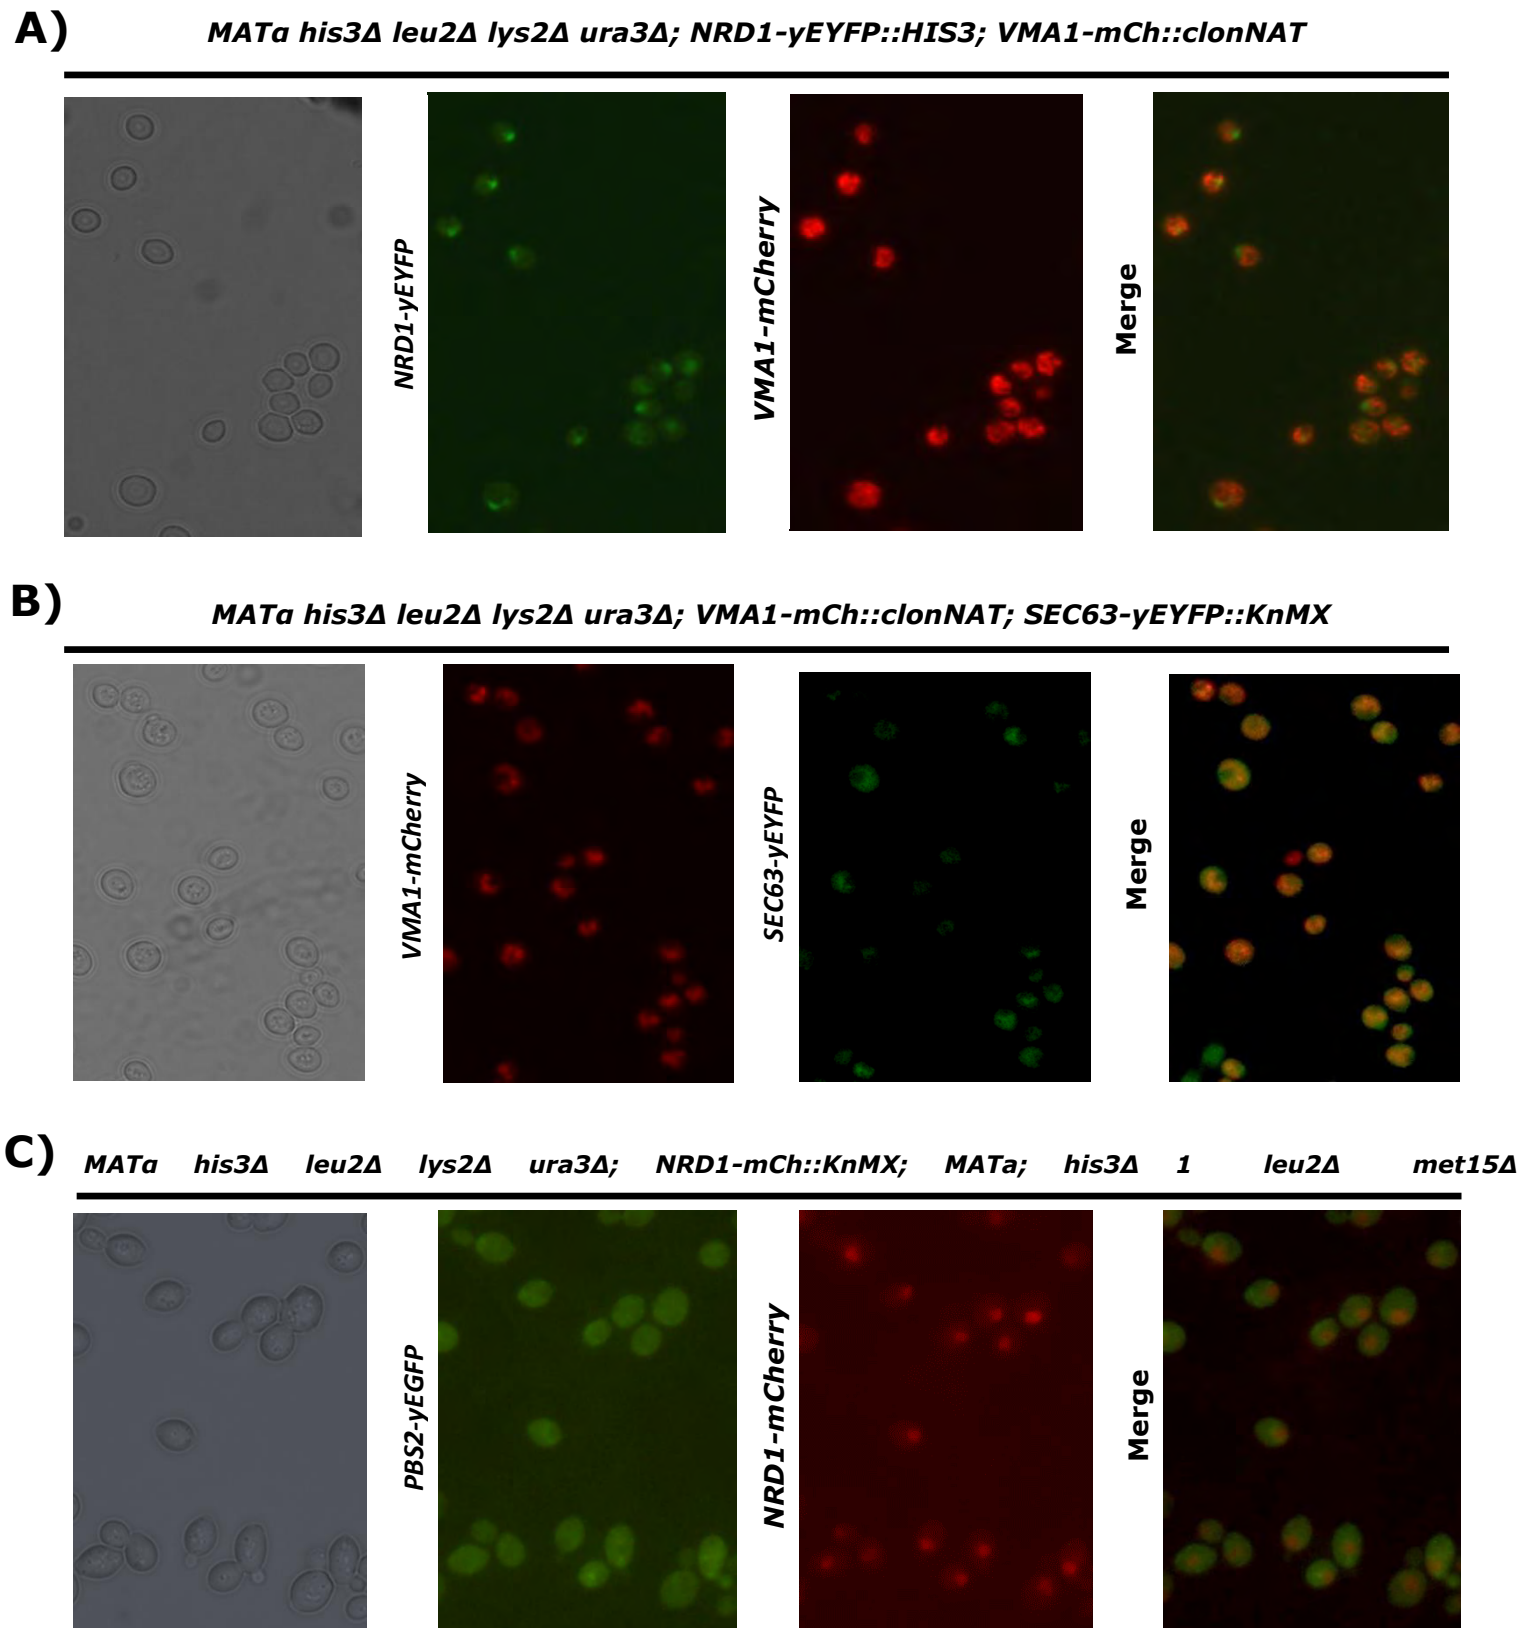 A)
MATα his3Δ leu2Δ lys2Δ ura3Δ; NRD1-yEYFP::HIS3; VMA1-mCh::clonNAT
NRD1-yEYFP
VMA1-mCherry
Merge
B)
MATα his3Δ leu2Δ lys2Δ ura3Δ; VMA1-mCh::clonNAT; SEC63-yEYFP::KnMX
VMA1-mCherry
SEC63-yEYFP
Merge
C)
MATα his3Δ leu2Δ lys2Δ ura3Δ; NRD1-mCh::KnMX; MATa; his3Δ 1 leu2Δ met15Δ
PBS2-yEGFP
NRD1-mCherry
Merge